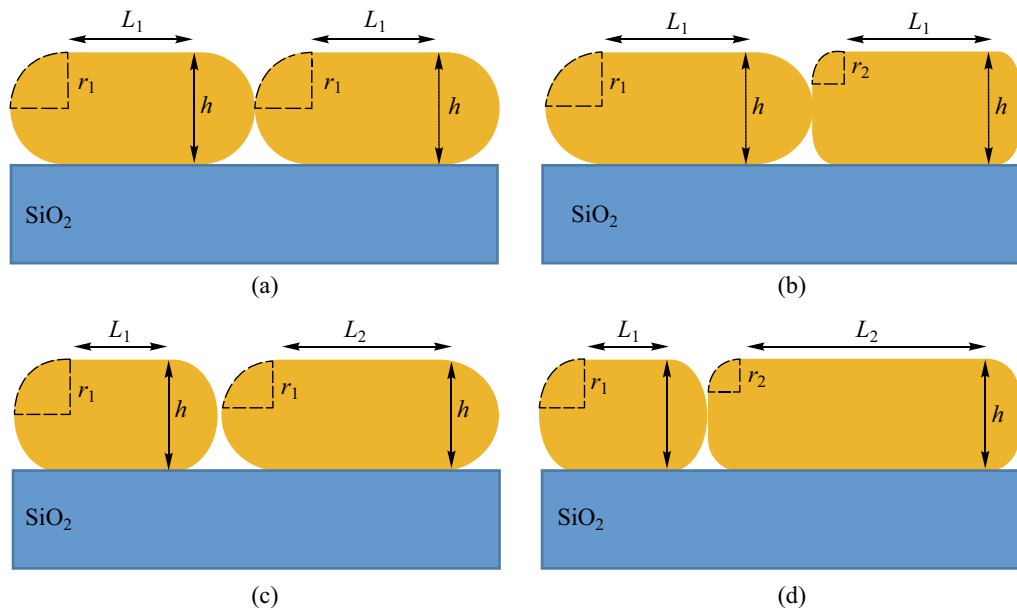 L₁ L₁
r₁ h r₁ h
SiO₂
(a)
L₁ L₁
r₁ h r₂ h
SiO₂
(b)
L₁ L₂
r₁ h r₁ h
SiO₂
(c)
L₁ L₂
r₁ r₂ h
SiO₂
(d)